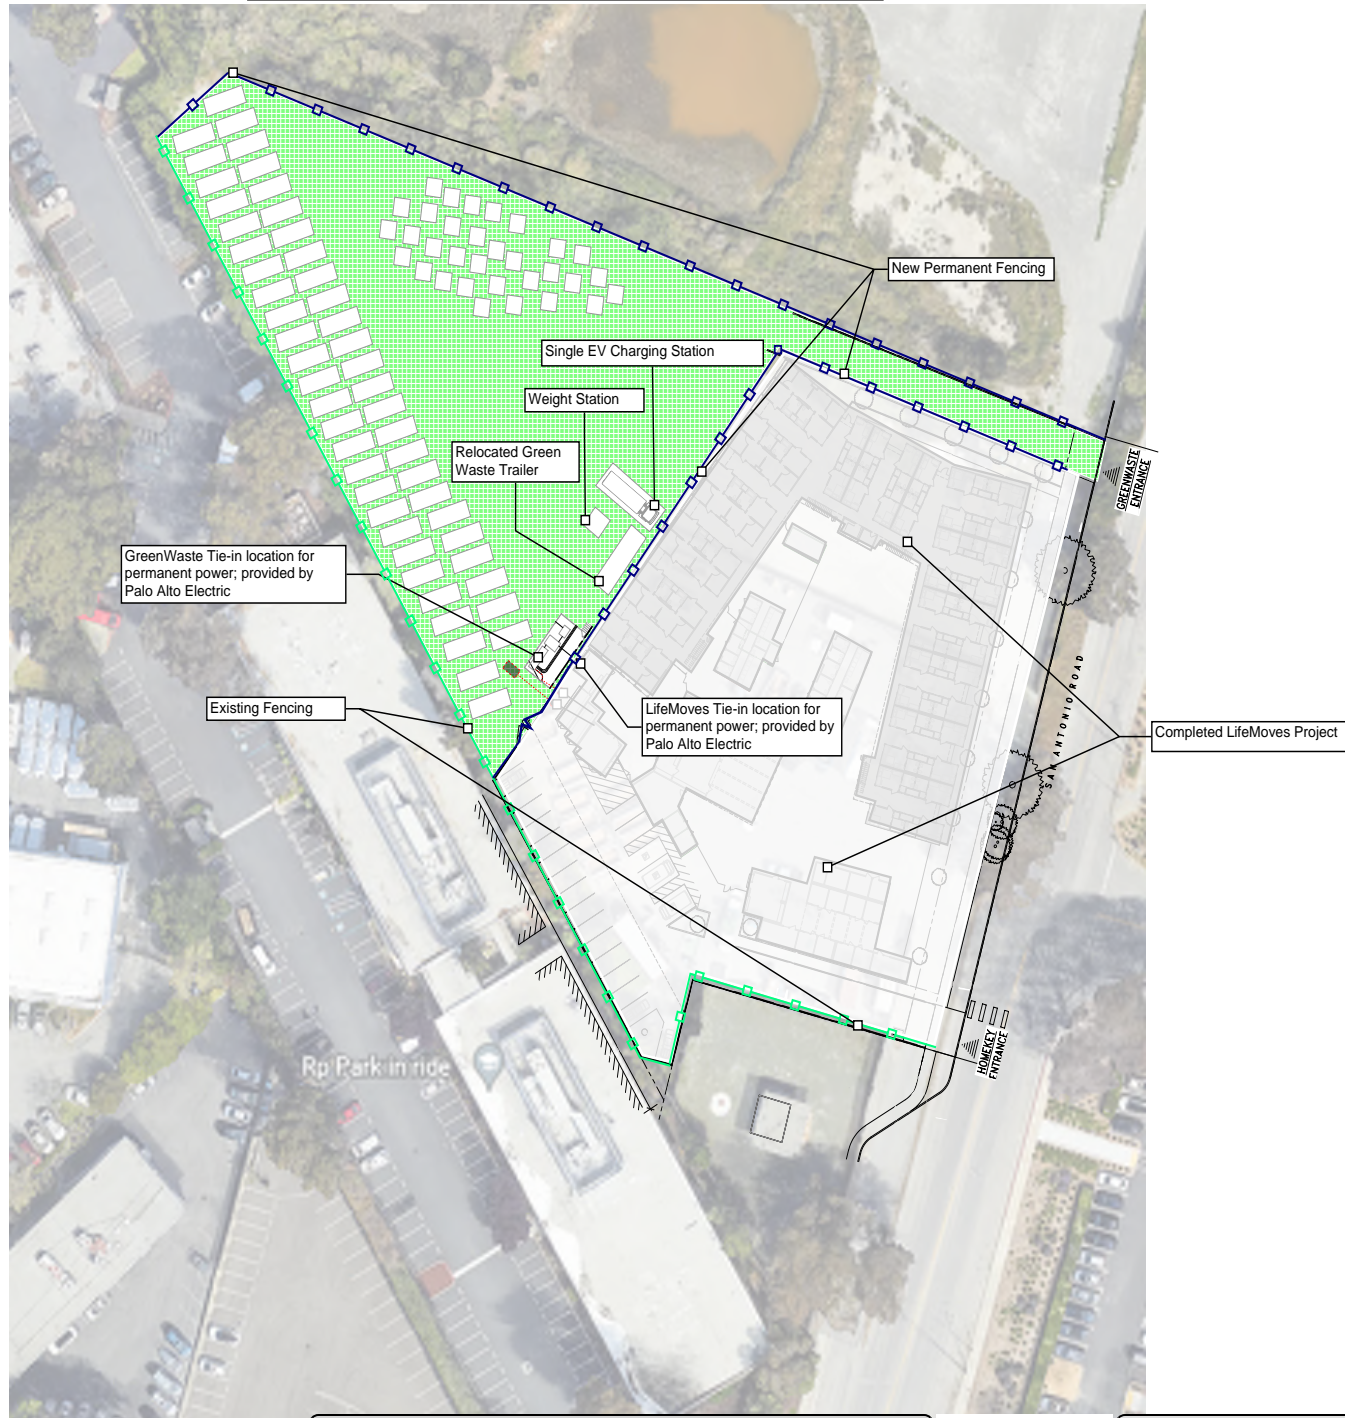 New Permanent Fencing
Single EV Charging Station
Weight Station
Relocated Green
Waste Trailer
GREENWASTE
ENTRANCE
GreenWaste Tie-in location for
permanent power; provided by
Palo Alto Electric
Existing Fencing
LifeMoves Tie-in location for
permanent power; provided by
Palo Alto Electric
SAN ANTONIO ROAD
Completed LifeMoves Project
HOMEKEY
ENTRANCE
Rp Park in ride